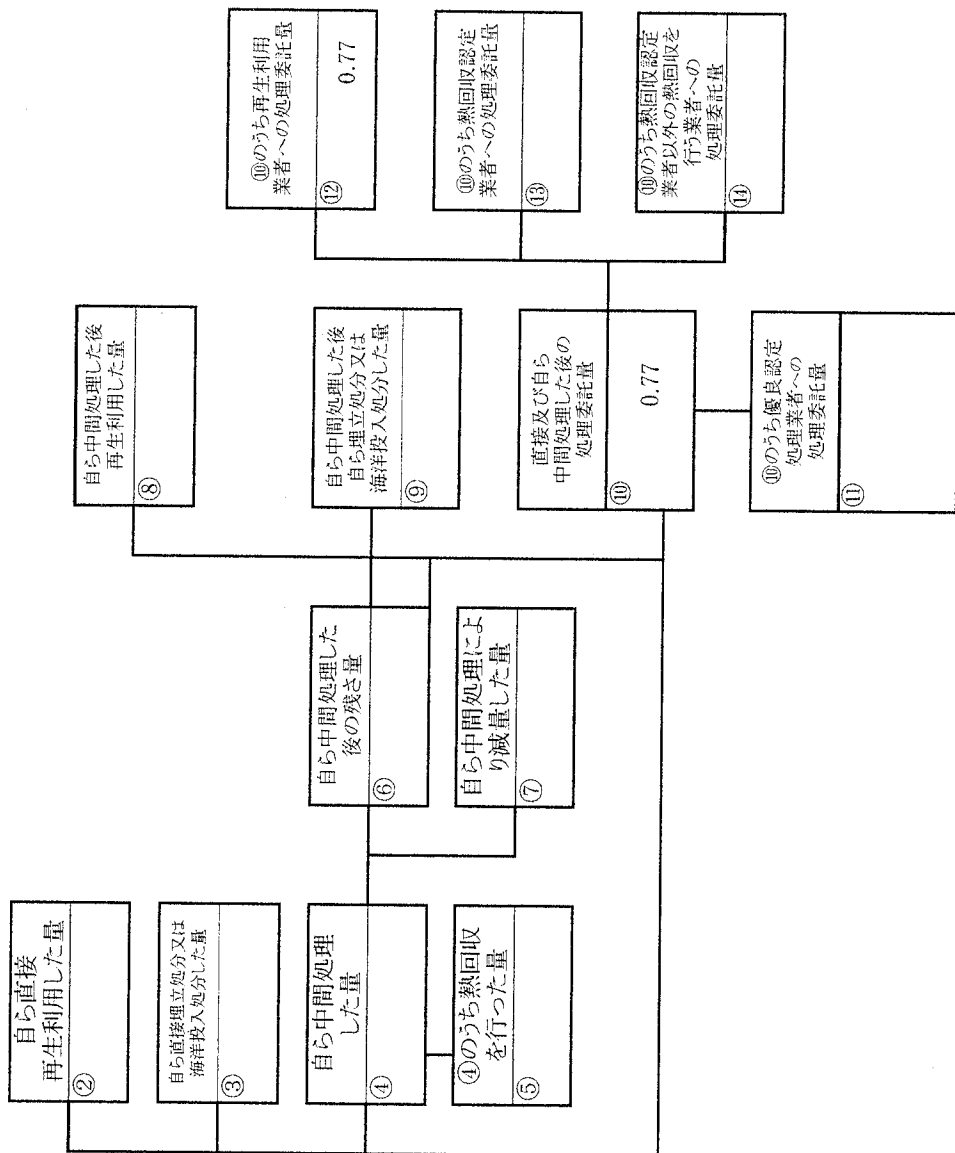 自ら直接
再生利用した量
②
自ら直接埋立処分又は
海洋投入処分した量
③
自ら中間処理
した量
④
④のうち熱回収
を行った量
⑤
自ら中間処理した
後の残さ量
⑥
自ら中間処理によ
り減量した量
⑦
自ら中間処理した後
再生利用した量
⑧
自ら中間処理した後
自ら埋立処分又は
海洋投入処分した量
⑨
直接及び自ら
中間処理した後の
処理委託量
⑩
0.77
⑩のうち優良認定
処理業者への
処理委託量
⑪
⑩のうち再生利用
業者への処理委託量
⑫
0.77
⑩のうち熱回収認定
業者への処理委託量
⑬
⑩のうち熱回収認定
業者以外の熱回収を
行う業者への
処理委託量
⑭